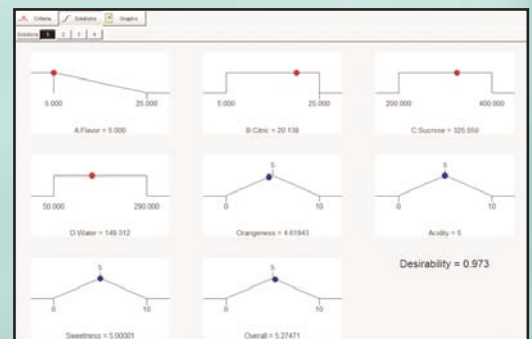 Criteria Solutions Graphs
Solutions 1 2 3 4
5.000 25.000
A:Flavor = 5.000
5.000 25.000
B:Citric = 20.138
200.000 400.000
C:Sucrose = 325.550
50.000 290.000
D:Water = 149.312
5
0 10
Orangeness = 4.61943
5
0 10
Acidity = 5
Desirability = 0.973
5
0 10
Sweetness = 5.00001
5
0 10
Overall = 5.27471